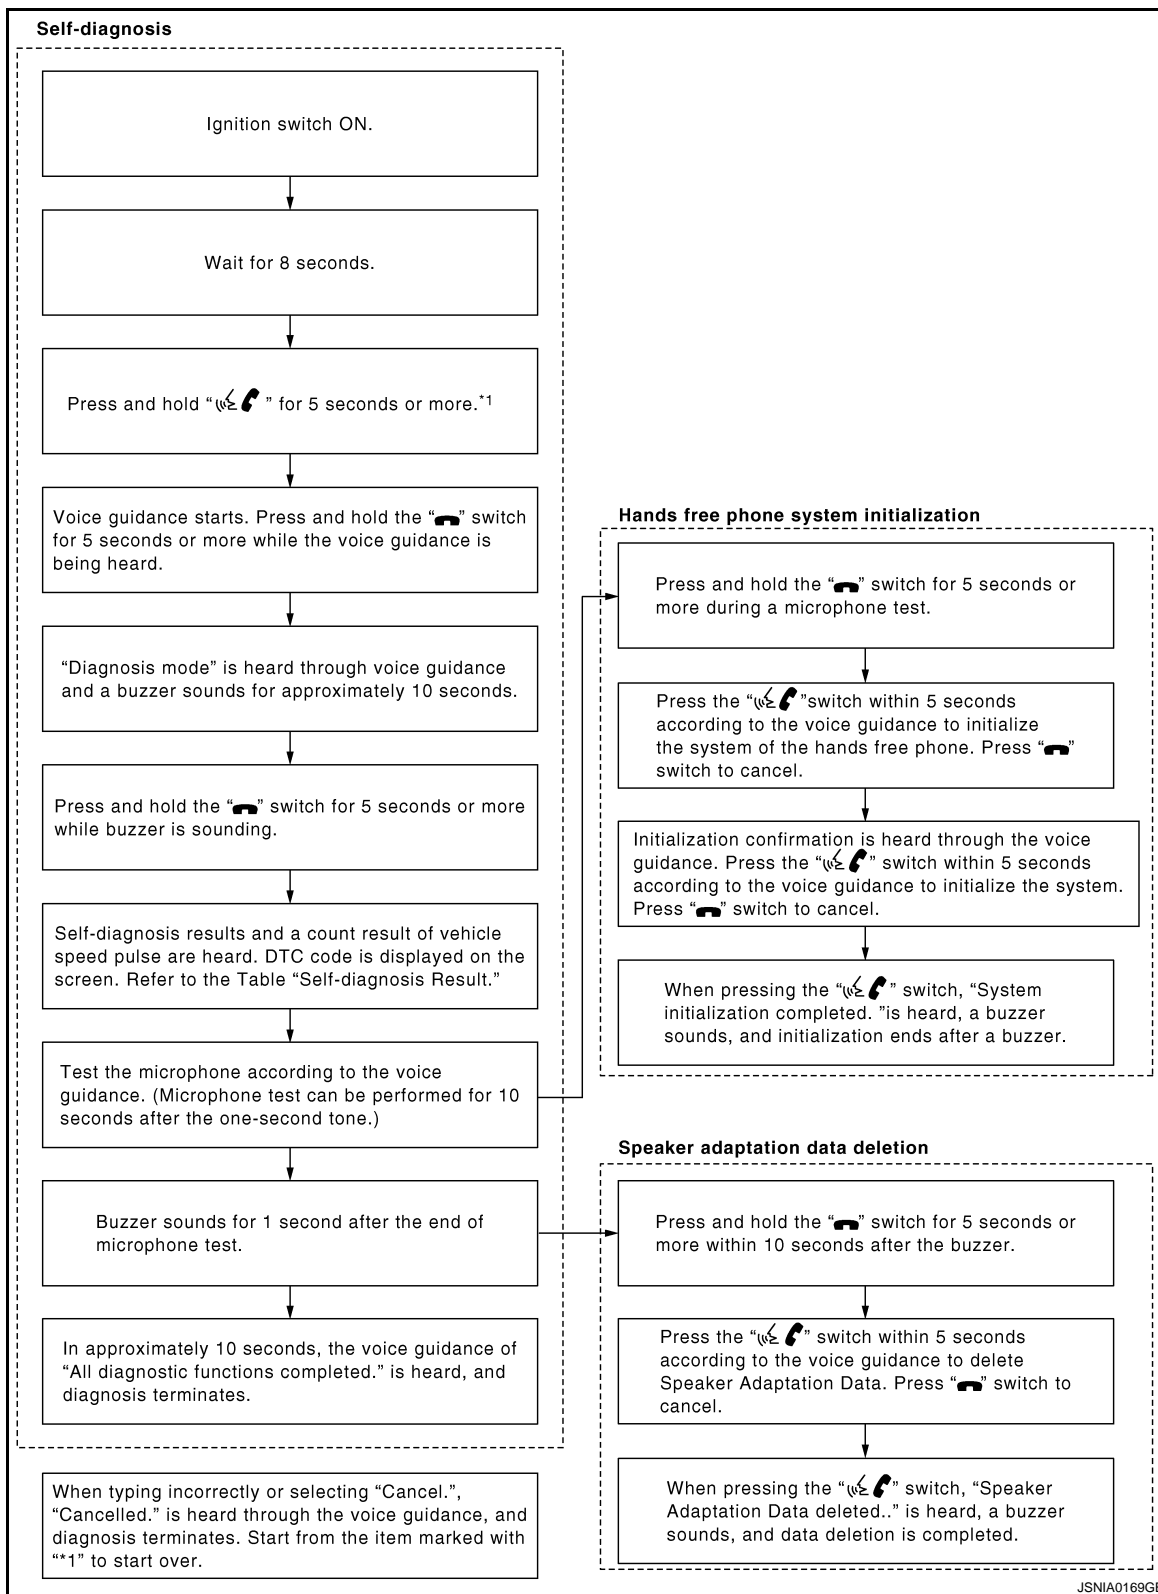 Self-diagnosis
Ignition switch ON.
Wait for 8 seconds.
Press and hold “ ” for 5 seconds or more.*1
Voice guidance starts. Press and hold the “ ” switch
for 5 seconds or more while the voice guidance is
being heard.
“Diagnosis mode” is heard through voice guidance
and a buzzer sounds for approximately 10 seconds.
Press and hold the “ ” switch for 5 seconds or more
while buzzer is sounding.
Self-diagnosis results and a count result of vehicle
speed pulse are heard. DTC code is displayed on the
screen. Refer to the Table “Self-diagnosis Result.”
Test the microphone according to the voice
guidance. (Microphone test can be performed for 10
seconds after the one-second tone.)
Buzzer sounds for 1 second after the end of
microphone test.
In approximately 10 seconds, the voice guidance of
“All diagnostic functions completed.” is heard, and
diagnosis terminates.
When typing incorrectly or selecting “Cancel.”,
“Cancelled.” is heard through the voice guidance, and
diagnosis terminates. Start from the item marked with
“*1” to start over.
Hands free phone system initialization
Press and hold the “ ” switch for 5 seconds or
more during a microphone test.
Press the “ ”switch within 5 seconds
according to the voice guidance to initialize
the system of the hands free phone. Press “ ”
switch to cancel.
Initialization confirmation is heard through the voice
guidance. Press the “ ” switch within 5 seconds
according to the voice guidance to initialize the system.
Press “ ” switch to cancel.
When pressing the “ ” switch, “System
initialization completed. ”is heard, a buzzer
sounds, and initialization ends after a buzzer.
Speaker adaptation data deletion
Press and hold the “ ” switch for 5 seconds or
more within 10 seconds after the buzzer.
Press the “ ” switch within 5 seconds
according to the voice guidance to delete
Speaker Adaptation Data. Press “ ” switch to
cancel.
When pressing the “ ” switch, “Speaker
Adaptation Data deleted..” is heard, a buzzer
sounds, and data deletion is completed.